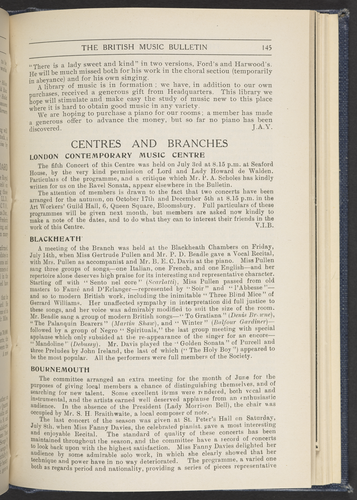 THE BRITISH MUSIC BULLETIN 145
"There is a lady sweet and kind" in two versions, Ford's and Harwood's.
He will be much missed both for his work in the choral section (temporarily
in abeyance) and for his own singing.
A library of music is in formation; we have, in addition to our own
purchases, received a generous gift from Headquarters. This library we
hope will stimulate and make easy the study of music new to this place
where it is hard to obtain good music in any variety.
We are hoping to purchase a piano for our rooms; a member has made
a generous offer to advance the money, but so far no piano has been
discovered. J.A.V.
CENTRES AND BRANCHES
LONDON CONTEMPORARY MUSIC CENTRE
The fifth Concert of this Centre was held on July 3rd at 8.15 p.m. at Seaford
House, by the very kind permission of Lord and Lady Howard de Walden.
Particulars of the programme, and a critique which Mr. P. A. Scholes has kindly
written for us on the Ravel Sonata, appear elsewhere in the Bulletin.
The attention of members is drawn to the fact that two concerts have been
arranged for the autumn, on October 17th and December 5th at 8.15 p.m. in the
Art Workers' Guild Hall, 6, Queen Square, Bloomsbury. Full particulars of these
programmes will be given next month, but members are asked now kindly to
make a note of the dates, and to do what they can to interest their friends in the
work of this Centre. V.I.B.
BLACKHEATH
A meeting of the Branch was held at the Blackheath Chambers on Friday,
July 14th, when Miss Gertrude Pullen and Mr. P. D. Beadle gave a Vocal Recital,
with Mrs. Pullen as accompanist and Mr. B. E. C. Davis at the piano. Miss Pullen
sang three groups of songs—one Italian, one French, and one English—and her
repertoire alone deserves high praise for its interesting and representative character.
Starting off with "Sento nel core" (Scarlatti), Miss Pullen passed from old
masters to Fauré and D'Erlanger—represented by "Soir" and "l'Abbesse"—
and so to modern British work, including the inimitable "Three Blind Mice" of
Gerrard Williams. Her unaffected sympathy in interpretation did full justice to
these songs, and her voice was admirably modified to suit the size of the room.
Mr. Beadle sang a group of modern British songs—"To Gratiana" (Denis Browne),
"The Palanquin Bearers" (Martin Shaw), and "Winter" (Balfour Gardiner)—
followed by a group of Negro "Spirituals," the last group meeting with special
applause which only subsided at the re-appearance of the singer for an encore—
"Mandoline" (Debussy). Mr. Davis played the "Golden Sonata" of Purcell and
three Preludes by John Ireland, the last of which ("The Holy Boy") appeared to
be the most popular. All the performers were full members of the Society.
BOURNEMOUTH
The committee arranged an extra meeting for the month of June for the
purposes of giving local members a chance of distinguishing themselves, and of
searching for new talent. Some excellent items were rendered, both vocal and
instrumental, and the artists earned well deserved applause from an enthusiastic
audience. In the absence of the President (Lady Morrison Bell), the chair was
occupied by Mr. S. H. Braithwaite, a local composer of note.
The last concert of the season was given at St. Peter's Hall on Saturday,
July 8th, when Miss Fanny Davies, the celebrated pianist, gave a most interesting
and enjoyable Recital. The standard of quality of these concerts has been
maintained throughout the season, and the committee have a record of concerts
to look back upon with the highest satisfaction. Miss Fanny Davies delighted her
audience by some admirable solo work, in which she clearly showed that her
technique and power have in no way deteriorated. The programme, a varied one
both as regards period and nationality, providing a series of pieces representative